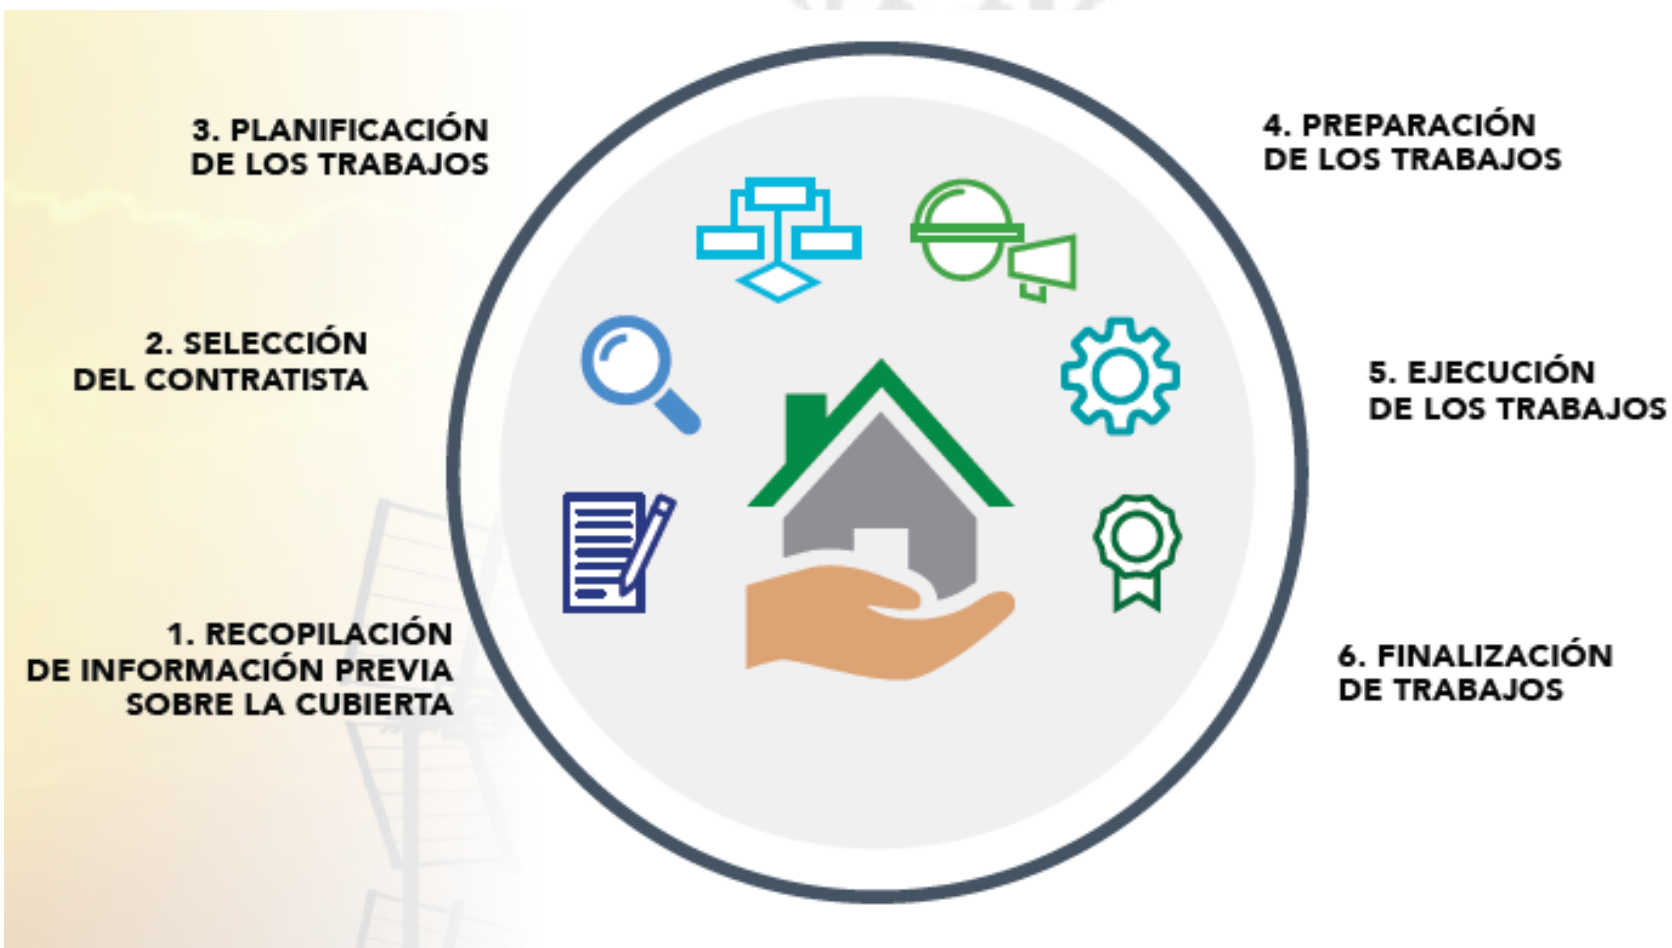 3. PLANIFICACIÓN
DE LOS TRABAJOS
4. PREPARACIÓN
DE LOS TRABAJOS
2. SELECCIÓN
DEL CONTRATISTA
5. EJECUCIÓN
DE LOS TRABAJOS
1. RECOPILACIÓN
DE INFORMACIÓN PREVIA
SOBRE LA CUBIERTA
6. FINALIZACIÓN
DE TRABAJOS